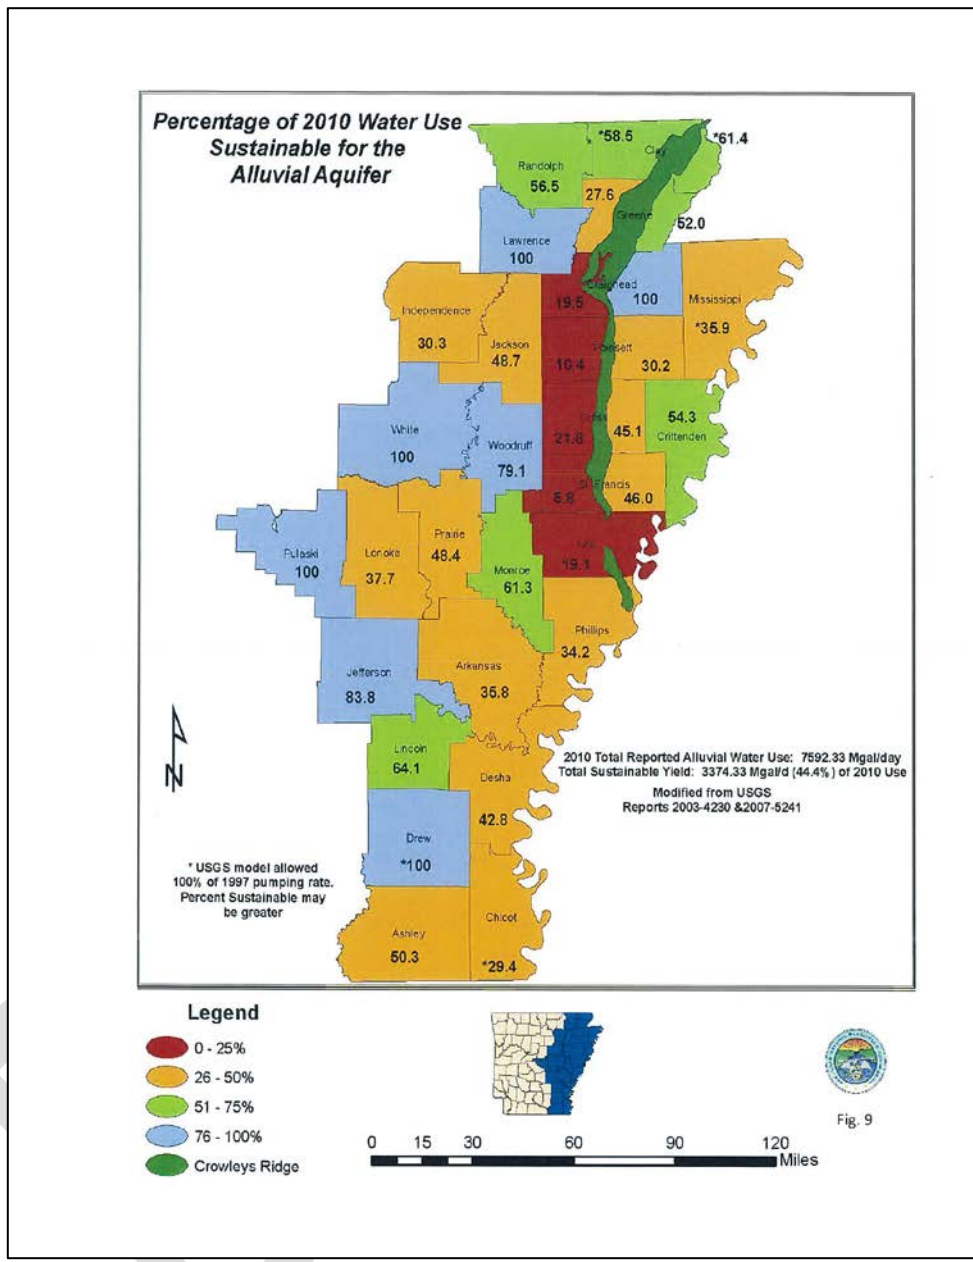 Percentage of 2010 Water Use
Sustainable for the
Alluvial Aquifer
*58.5
*61.4
Clay
Randolph
56.5
27.6
Greene
52.0
Lawrence
100
Craighead
19.5
100
Mississippi
*35.9
Independence
30.3
Jackson
48.7
Poinsett
10.4
30.2
White
100
Woodruff
79.1
Cross
21.8
45.1
54.3
Crittenden
St. Francis
46.0
Pulaski
100
Lonoke
37.7
Prairie
48.4
Monroe
61.3
Lee
19.1
Phillips
34.2
Jefferson
83.8
Arkansas
35.8
Lincoln
64.1
Desha
42.8
2010 Total Reported Alluvial Water Use: 7592.33 Mgal/day
Total Sustainable Yield: 3374.33 Mgal/d (44.4%) of 2010 Use
Modified from USGS
Reports 2003-4230 &2007-5241
N
Drew
*100
* USGS model allowed
100% of 1997 pumping rate.
Percent Sustainable may
be greater
Ashley
50.3
Chicot
*29.4
Legend
0 - 25%
26 - 50%
51 - 75%
76 - 100%
Crowleys Ridge
Fig. 9
0 15 30 60 90 120
Miles